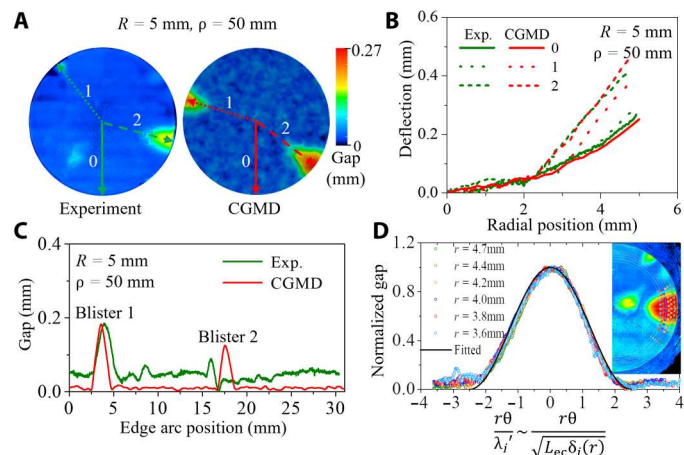 A
R = 5 mm, ρ = 50 mm
1
2
0
Experiment
1
2
0
CGMD
0.27
0
Gap
(mm)
B
Exp. CGMD
0
1
2
R = 5 mm
ρ = 50 mm
Deflection (mm)
0.6
0.4
0.2
0.0
0 2 4 6
Radial position (mm)
C
R = 5 mm
ρ = 50 mm
Exp.
CGMD
Blister 1
Blister 2
Gap (mm)
0.4
0.2
0.0
0 5 10 15 20 25 30
Edge arc position (mm)
D
Normalized gap
1.2
1.0
0.6
0.4
0.0
r = 4.7mm
r = 4.4mm
r = 4.2mm
r = 4.0mm
r = 3.8mm
r = 3.6mm
Fitted
−4 −3 −2 −1 0 1 2 3 4
rθ/λᵢ′ ~ rθ/√(L_ec δᵢ(r))